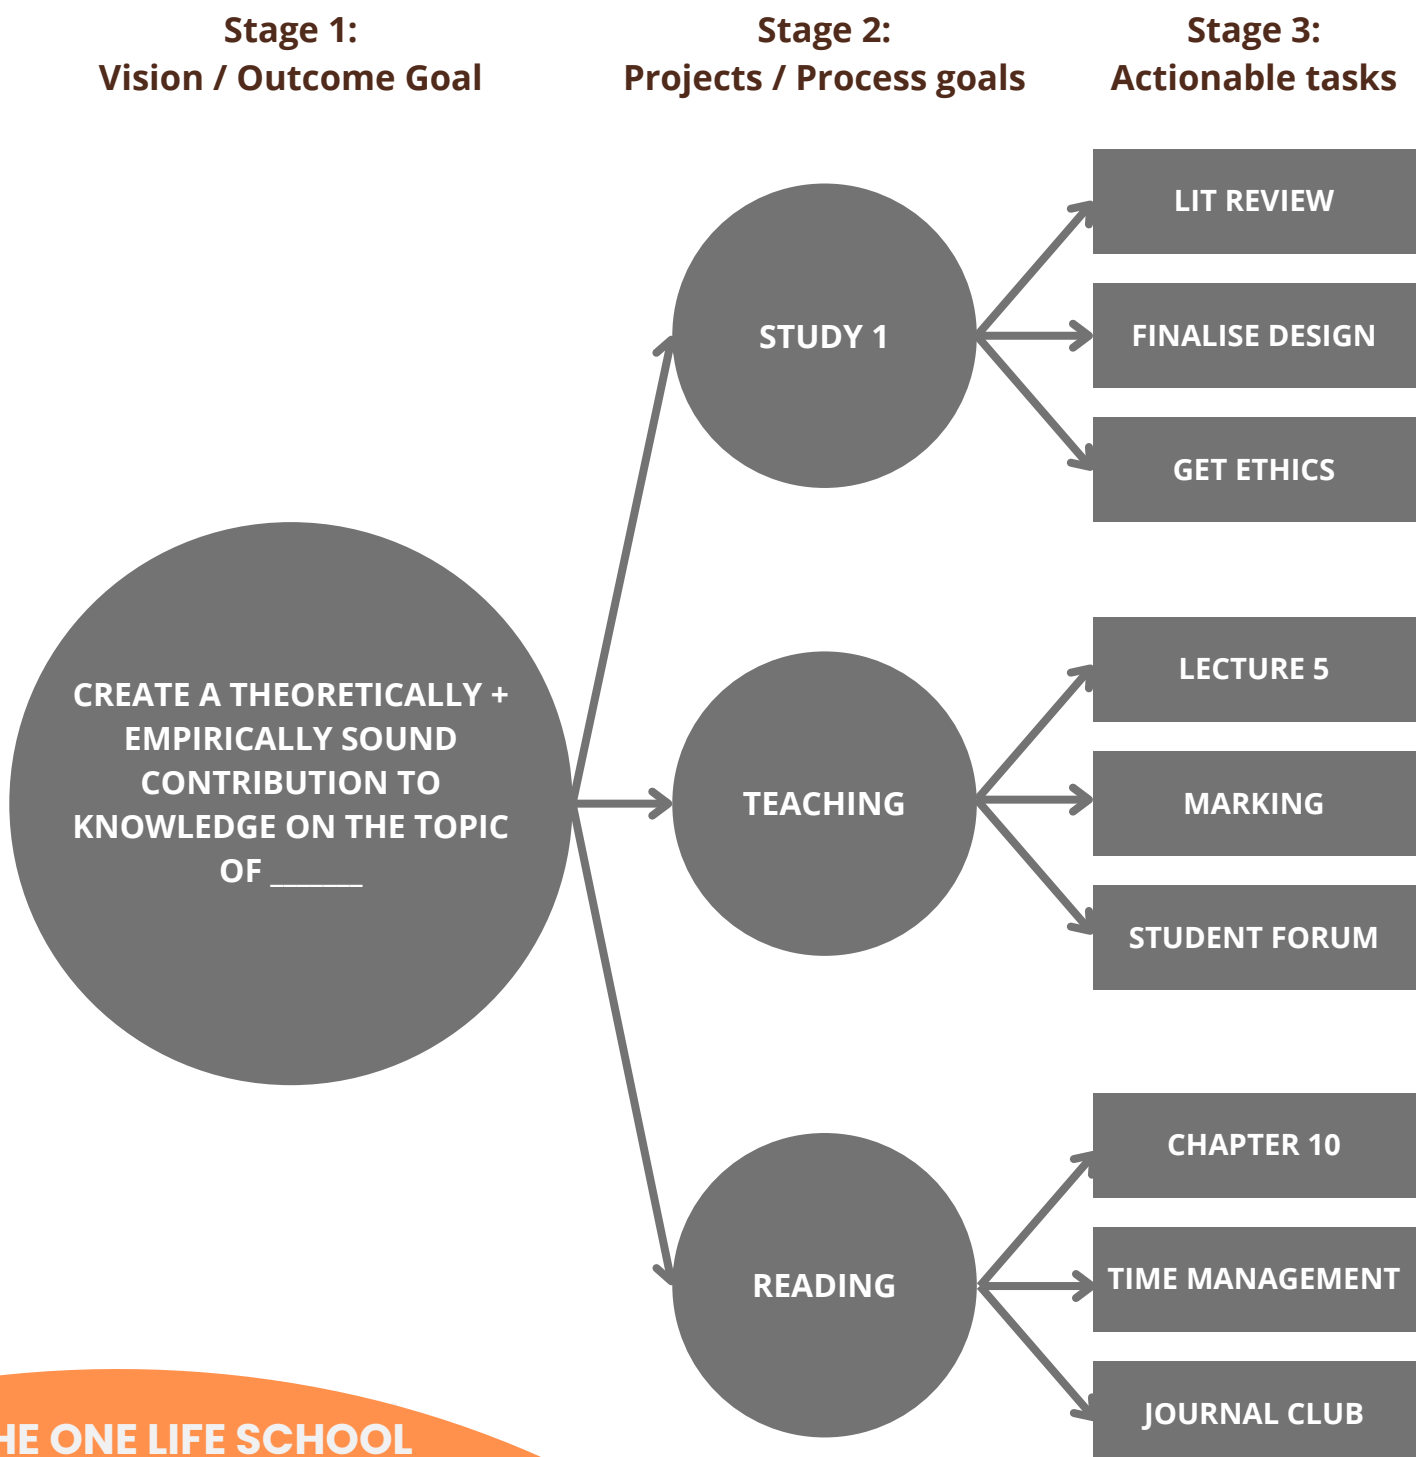 Stage 1:
Vision / Outcome Goal
Stage 2:
Projects / Process goals
Stage 3:
Actionable tasks
CREATE A THEORETICALLY +
EMPIRICALLY SOUND
CONTRIBUTION TO
KNOWLEDGE ON THE TOPIC
OF _______
STUDY 1
LIT REVIEW
FINALISE DESIGN
GET ETHICS
TEACHING
LECTURE 5
MARKING
STUDENT FORUM
READING
CHAPTER 10
TIME MANAGEMENT
JOURNAL CLUB
HE ONE LIFE SCHOOL